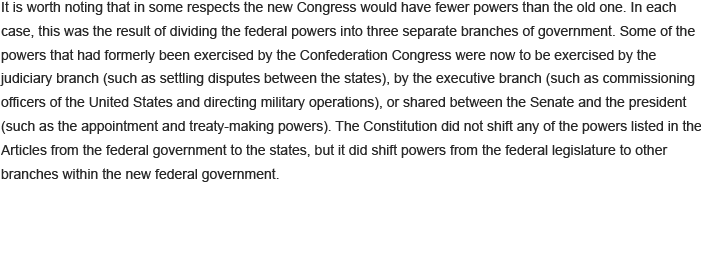 It is worth noting that in some respects the new Congress would have fewer powers than the old one. In each
case, this was the result of dividing the federal powers into three separate branches of government. Some of the
powers that had formerly been exercised by the Confederation Congress were now to be exercised by the
judiciary branch (such as settling disputes between the states), by the executive branch (such as commissioning
officers of the United States and directing military operations), or shared between the Senate and the president
(such as the appointment and treaty-making powers). The Constitution did not shift any of the powers listed in the
Articles from the federal government to the states, but it did shift powers from the federal legislature to other
branches within the new federal government.